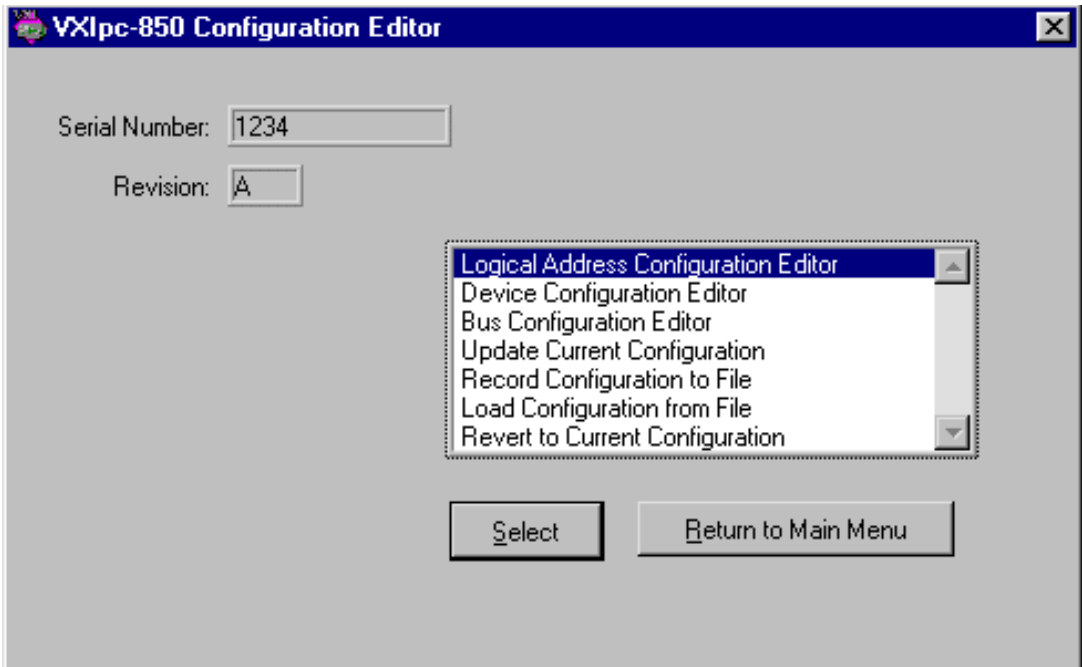 VXIpc-850 Configuration Editor
Serial Number: 1234
Revision: A
Logical Address Configuration Editor
Device Configuration Editor
Bus Configuration Editor
Update Current Configuration
Record Configuration to File
Load Configuration from File
Revert to Current Configuration
Select Return to Main Menu